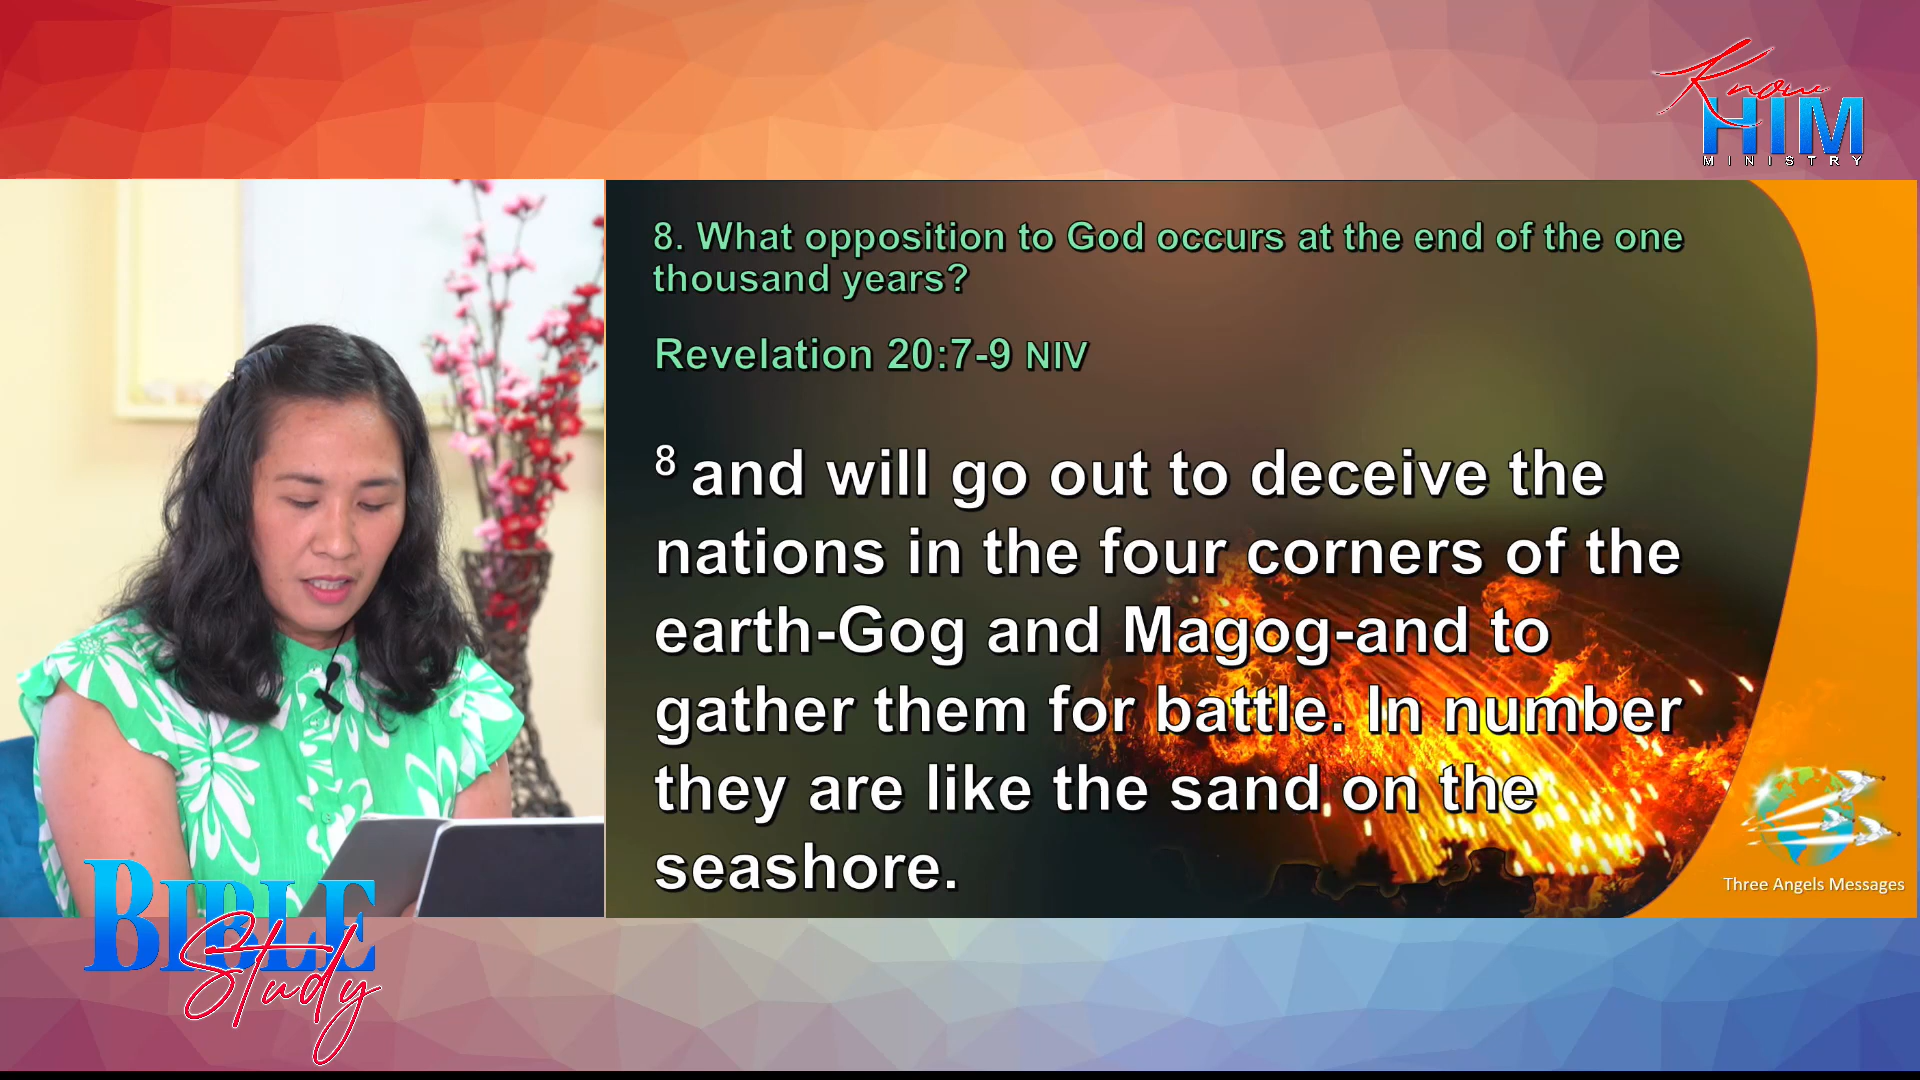 Know
HIM
MINISTRY
8. What opposition to God occurs at the end of the one
thousand years?
Revelation 20:7-9 NIV
8 and will go out to deceive the
nations in the four corners of the
earth-Gog and Magog-and to
gather them for battle. In number
they are like the sand on the
seashore.
Three Angels Messages
BIBLE
Study